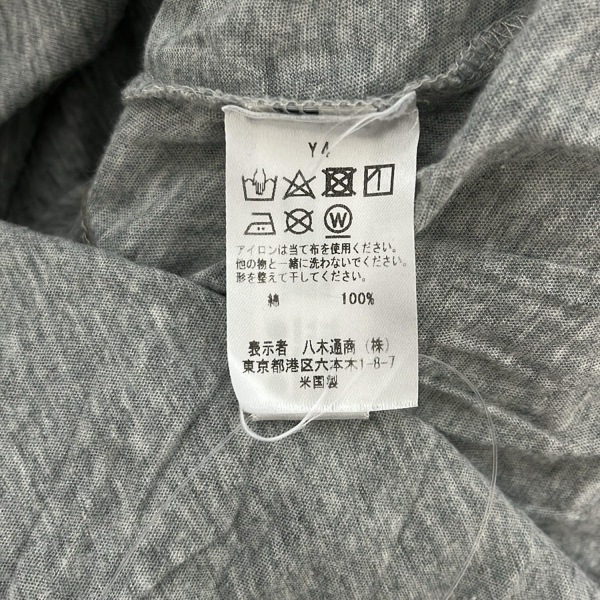 Y4
W
アイロンは当て布を使用ください。
他の物と一緒に洗わないでください。
形を整えて干してください。
綿 100%
表示者 八木通商(株)
東京都港区六本木1-8-7
米国製